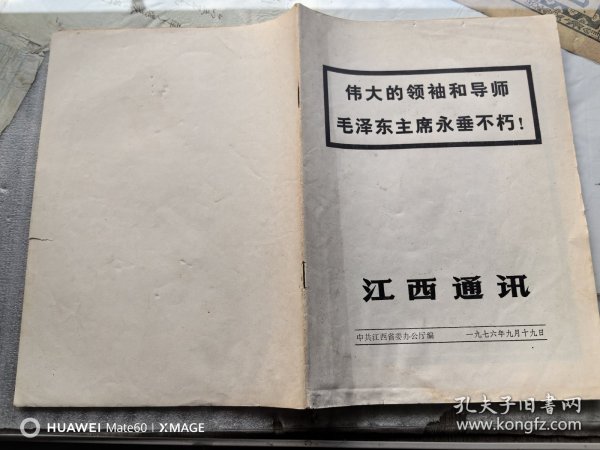 伟大的领袖和导师
毛泽东主席永垂不朽！
江西通讯
中共江西省委办公厅编 一九七六年九月十九日
HUAWEI Mate60 | XMAGE
孔夫子旧书网
www.kongfz.com